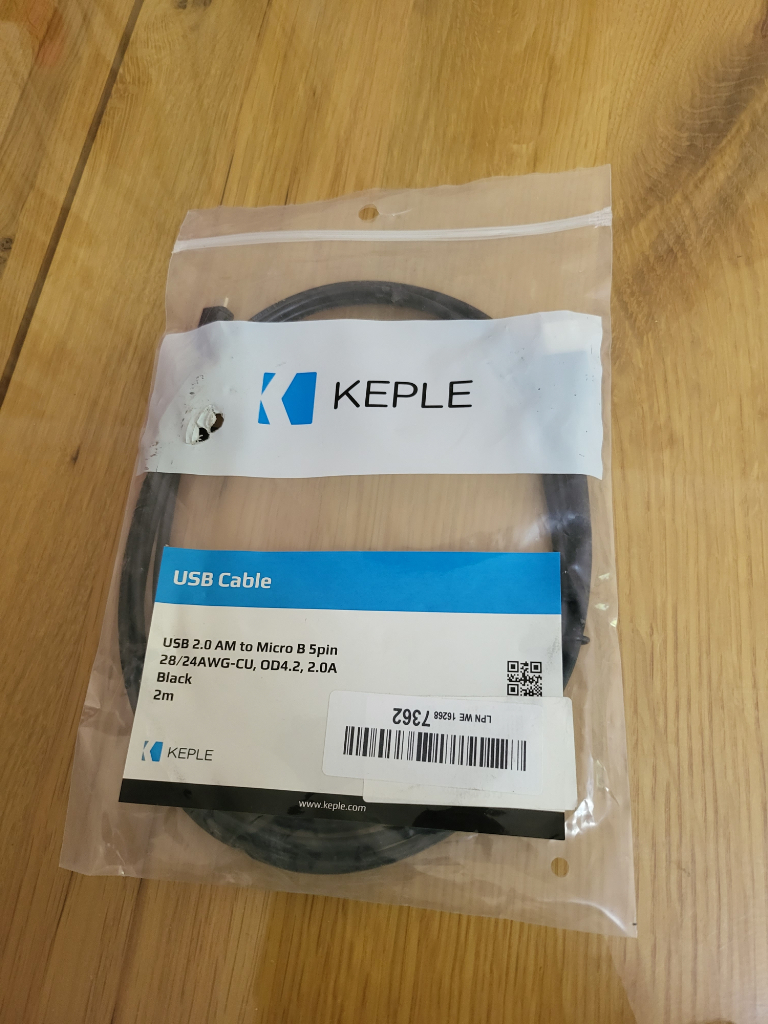 KEPLE
USB Cable
USB 2.0 AM to Micro B 5pin
28/24AWG-CU, OD4.2, 2.0A
Black
2m
LPN WE 16268 7362
KEPLE
www.keple.com